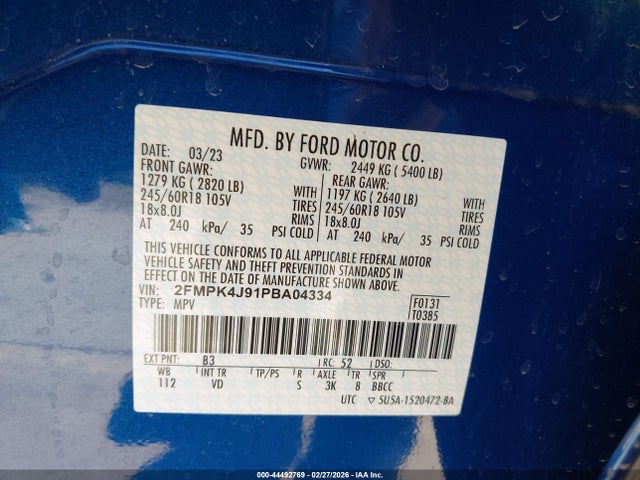 MFD. BY FORD MOTOR CO.
DATE: 03/23 GVWR: 2449 KG ( 5400 LB)
FRONT GAWR: REAR GAWR:
1279 KG ( 2820 LB) WITH 1197 KG ( 2640 LB) WITH
245/60R18 105V TIRES 245/60R18 105V TIRES
18x8.0J RIMS 18x8.0J RIMS
AT 240 kPa/ 35 PSI COLD AT 240 kPa/ 35 PSI COLD
THIS VEHICLE CONFORMS TO ALL APPLICABLE FEDERAL MOTOR
VEHICLE SAFETY AND THEFT PREVENTION STANDARDS IN
EFFECT ON THE DATE OF MANUFACTURE SHOWN ABOVE.
VIN: 2FMPK4J91PBA04334 F0131
TYPE: MPV T0385
EXT PNT: B3 RC: 52 DSO:
WB INT TR TP/PS R AXLE TR SPR
112 VD S 3K 8 BBCC
UTC ▽ 5U5A-1520472-BA
000-44492769 - 02/27/2026 - IAA Inc.